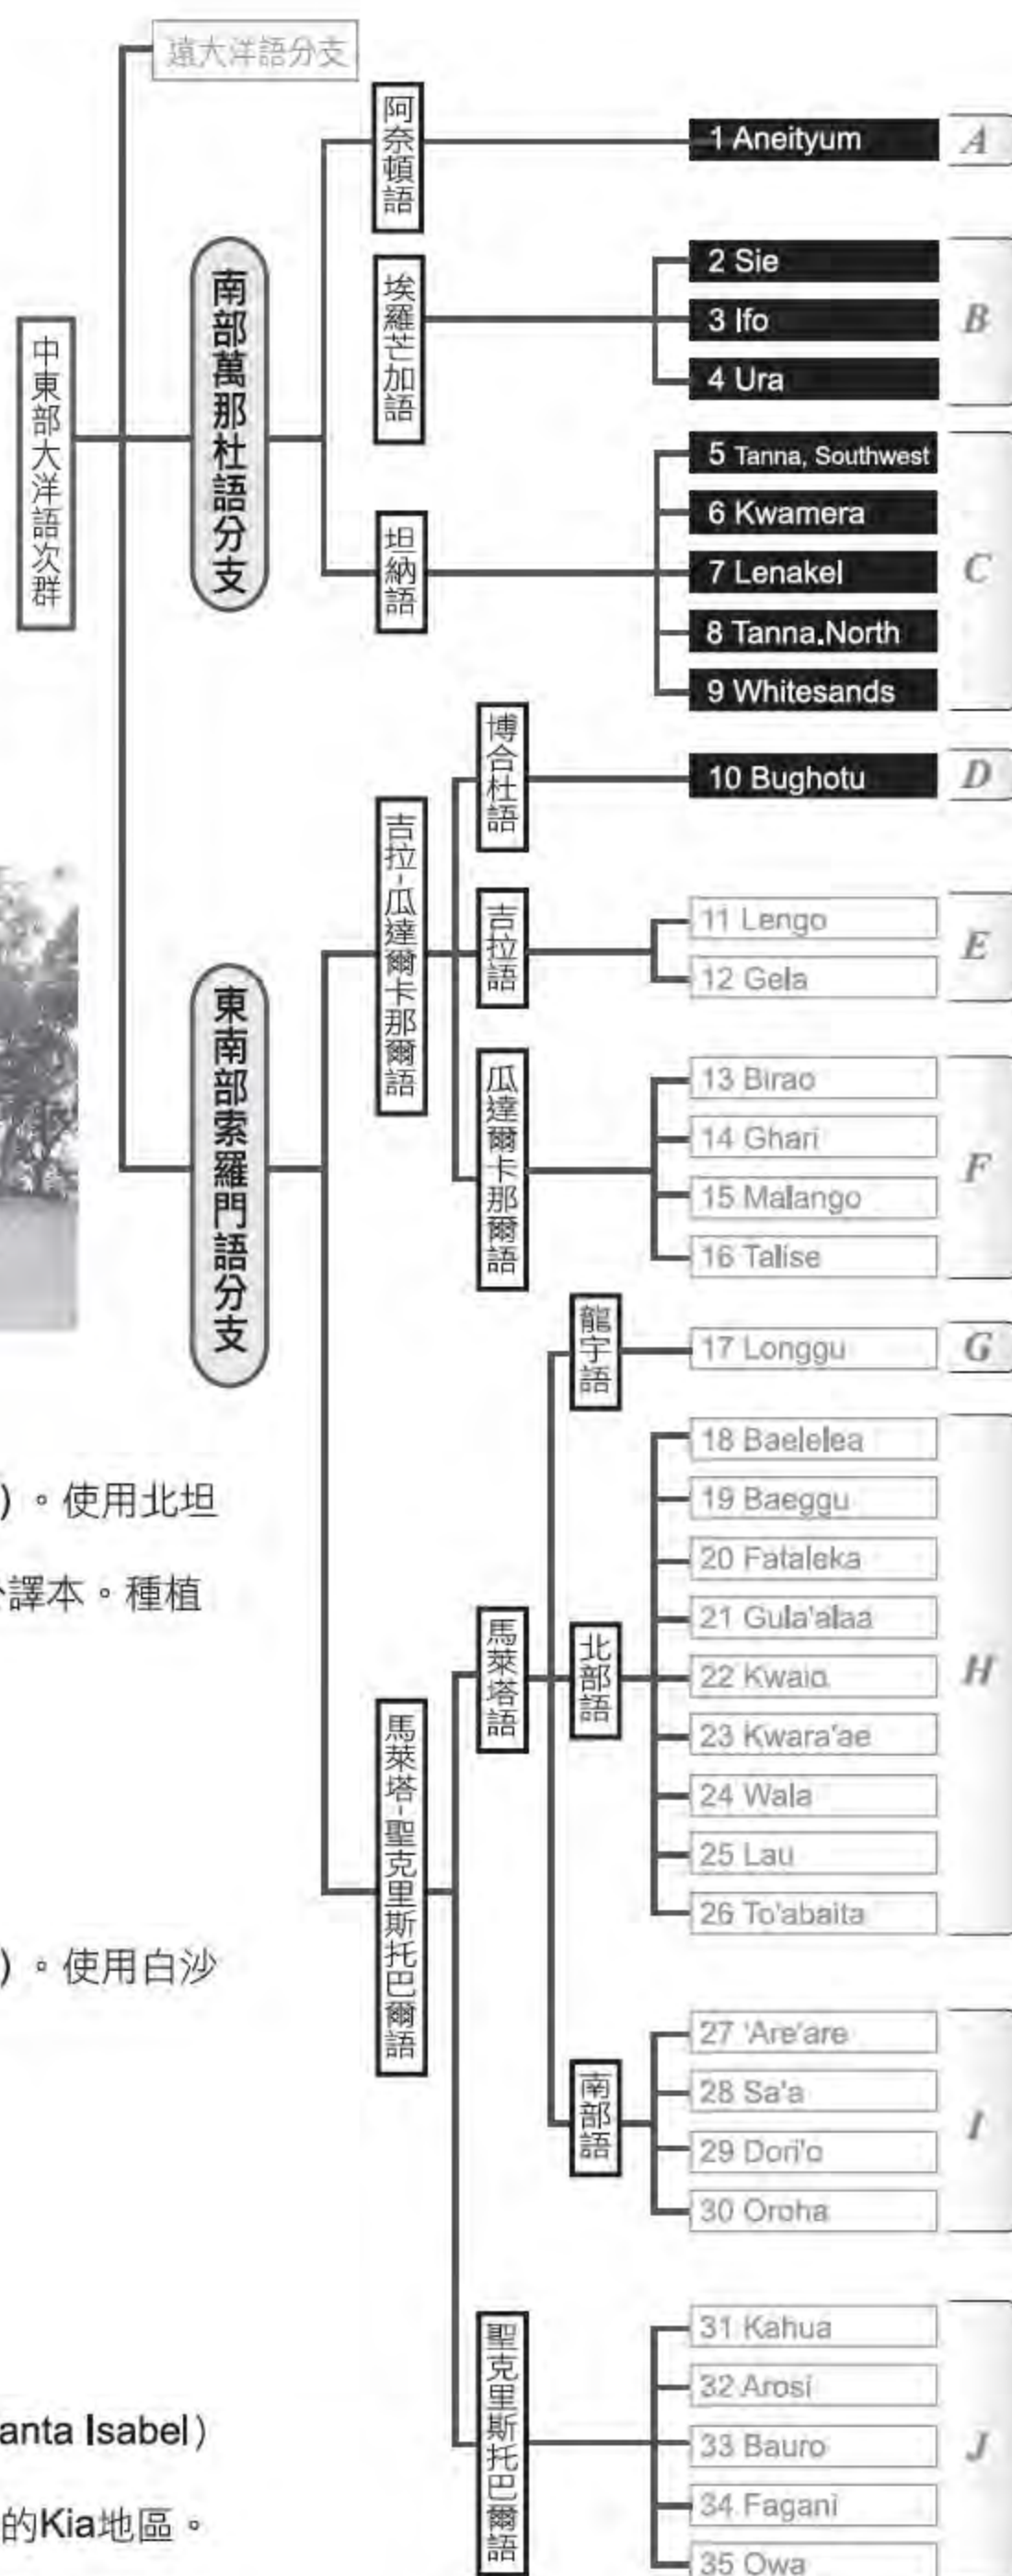 遠大洋語分支
中東部大洋語次群
南部萬那杜語分支
阿奈頓語
1 Aneityum
A
埃羅芒加語
2 Sie
3 Ifo
4 Ura
B
坦納語
5 Tanna, Southwest
6 Kwamera
7 Lenakel
8 Tanna.North
9 Whitesands
C
東南部索羅門語分支
吉拉-瓜達爾卡那爾語
博合杜語
10 Bughotu
D
吉拉語
11 Lengo
12 Gela
E
瓜達爾卡那爾語
13 Birao
14 Ghari
15 Malango
16 Talise
F
馬萊塔-聖克里斯托巴爾語
馬萊塔語
龍宇語
17 Longgu
G
北部語
18 Baelelea
19 Baeggu
20 Fataleka
21 Gula'alaa
22 Kwaio
23 Kwara'ae
24 Wala
25 Lau
26 To'abaita
H
南部語
27 'Are'are
28 Sa'a
29 Dori'o
30 Oroha
I
聖克里斯托巴爾語
31 Kahua
32 Arosi
33 Bauro
34 Fagani
35 Owa
J
)。使用北坦
譯本。種植
)。使用白沙
anta Isabel)
的Kia地區。